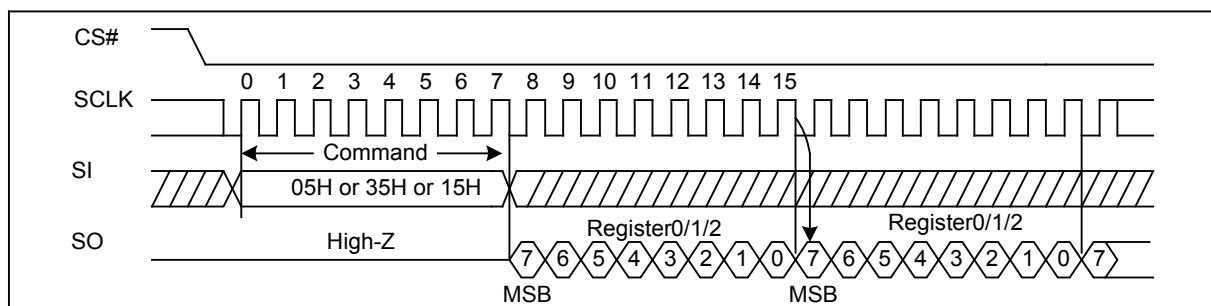 CS#
0 1 2 3 4 5 6 7 8 9 10 11 12 13 14 15
SCLK
Command
SI
05H or 35H or 15H
Register0/1/2 Register0/1/2
SO
High-Z
7 6 5 4 3 2 1 0 7 6 5 4 3 2 1 0 7
MSB MSB